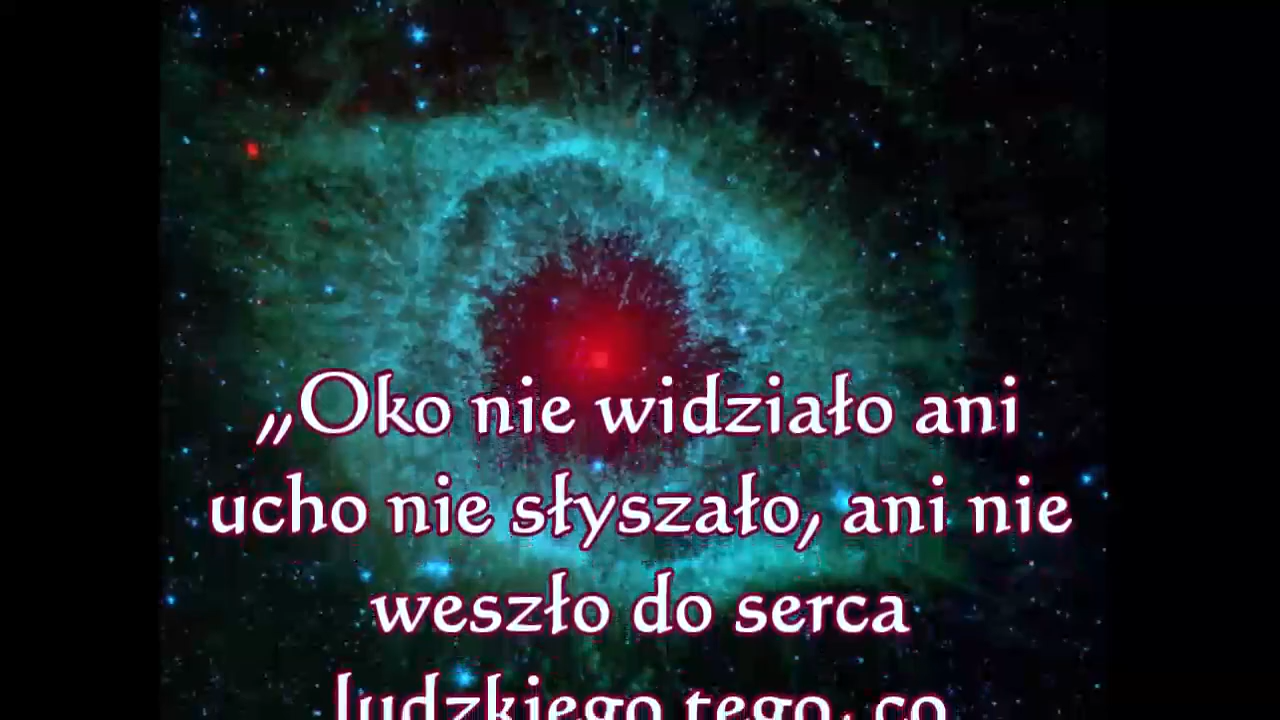 „Oko nie widziało ani
ucho nie słyszało, ani nie
weszło do serca
ludzkiego tego, co